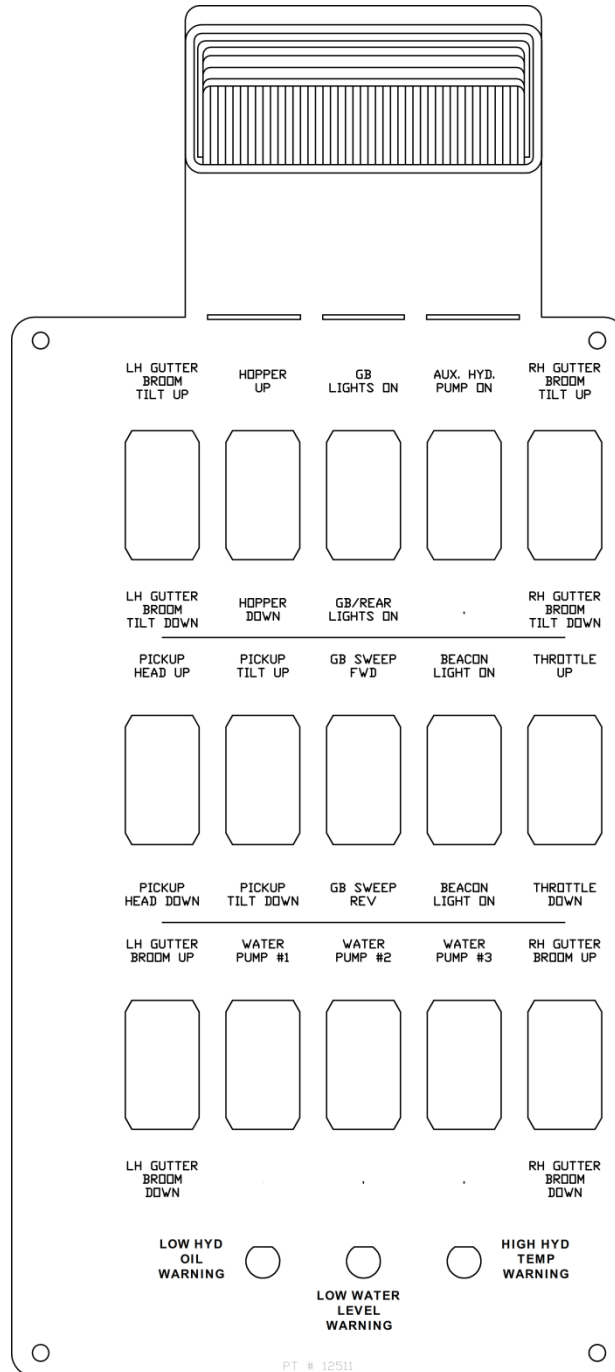 LH GUTTER
BROOM
TILT UP
HOPPER
UP
GB
LIGHTS ON
AUX. HYD.
PUMP ON
RH GUTTER
BROOM
TILT UP
LH GUTTER
BROOM
TILT DOWN
HOPPER
DOWN
GB/REAR
LIGHTS ON
.
RH GUTTER
BROOM
TILT DOWN
PICKUP
HEAD UP
PICKUP
TILT UP
GB SWEEP
FWD
BEACON
LIGHT ON
THROTTLE
UP
PICKUP
HEAD DOWN
PICKUP
TILT DOWN
GB SWEEP
REV
BEACON
LIGHT ON
THROTTLE
DOWN
LH GUTTER
BROOM UP
WATER
PUMP #1
WATER
PUMP #2
WATER
PUMP #3
RH GUTTER
BROOM UP
LH GUTTER
BROOM
DOWN
.
.
.
RH GUTTER
BROOM
DOWN
LOW HYD
OIL
WARNING
LOW WATER
LEVEL
WARNING
HIGH HYD
TEMP
WARNING
PT # 12511